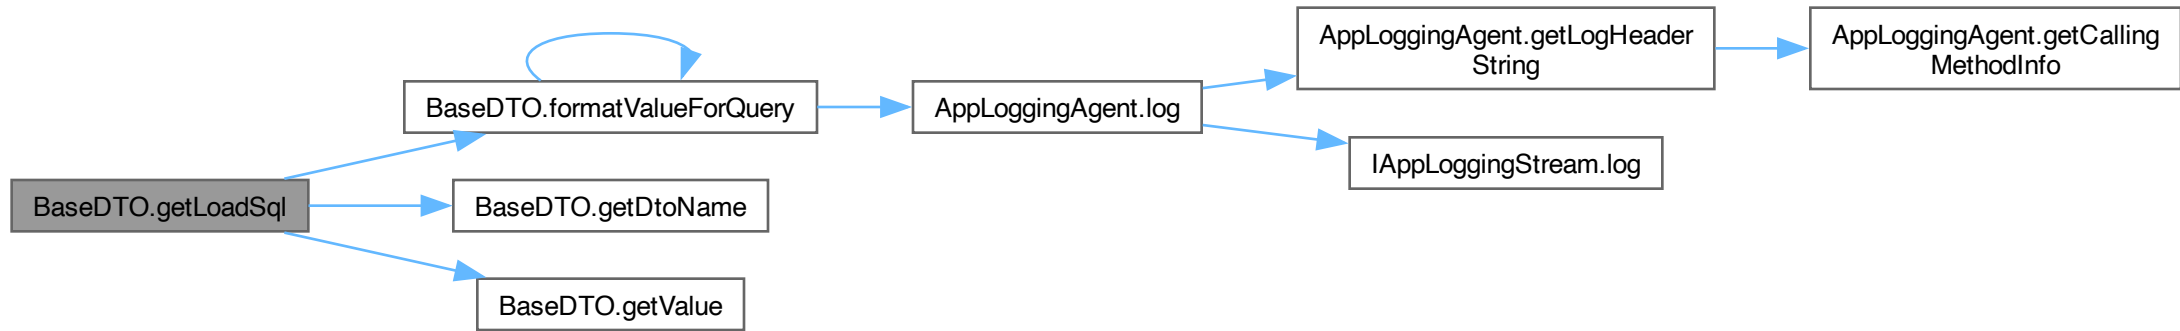 AppLoggingAgent.getLogHeader
String
AppLoggingAgent.getCalling
MethodInfo
BaseDTO.formatValueForQuery
AppLoggingAgent.log
IAppLoggingStream.log
BaseDTO.getLoadSql
BaseDTO.getDtoName
BaseDTO.getValue